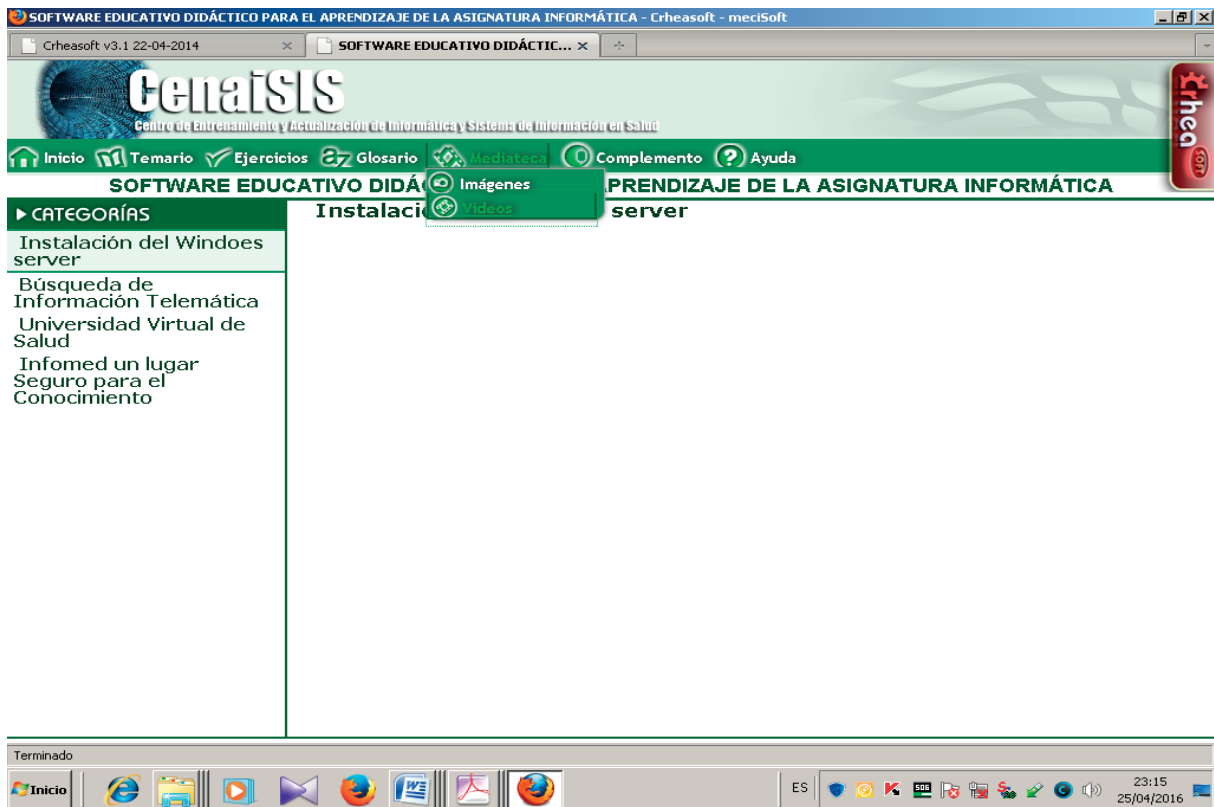 SOFTWARE EDUCATIVO DIDÁCTICO PARA EL APRENDIZAJE DE LA ASIGNATURA INFORMÁTICA - Crheasoft - meciSoft
Crheasoft v3.1 22-04-2014
SOFTWARE EDUCATIVO DIDÁCTIC...
CenaiSIS
Centro de Entrenamiento y Actualización de Informática y Sistema de Información en Salud
Crhea soft
Inicio Temario Ejercicios az Glosario Mediateca Complemento ? Ayuda
SOFTWARE EDUCATIVO DIDÁ PRENDIZAJE DE LA ASIGNATURA INFORMÁTICA
Imágenes
Videos
CATEGORÍAS
Instalaci server
Instalación del Windoes
server
Búsqueda de
Información Telemática
Universidad Virtual de
Salud
Infomed un lugar
Seguro para el
Conocimiento
Terminado
Inicio
ES
23:15
25/04/2016